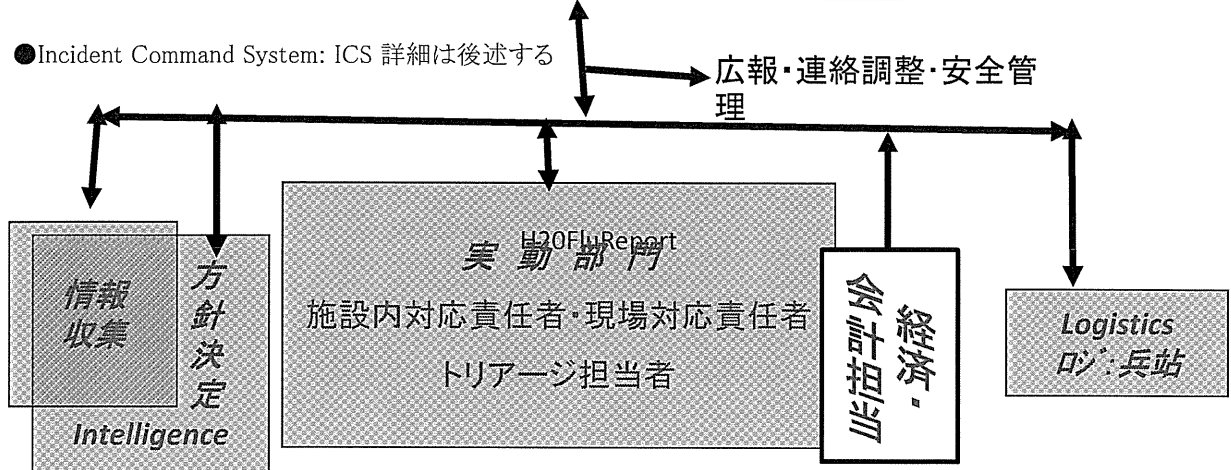 ●Incident Command System: ICS 詳細は後述する
広報・連絡調整・安全管
理
情報
収集
方針決定
Intelligence
H20FluReport
実動部門
施設内対応責任者・現場対応責任者
トリアージ担当者
経済・
会計担当
Logistics
ロジ:兵站